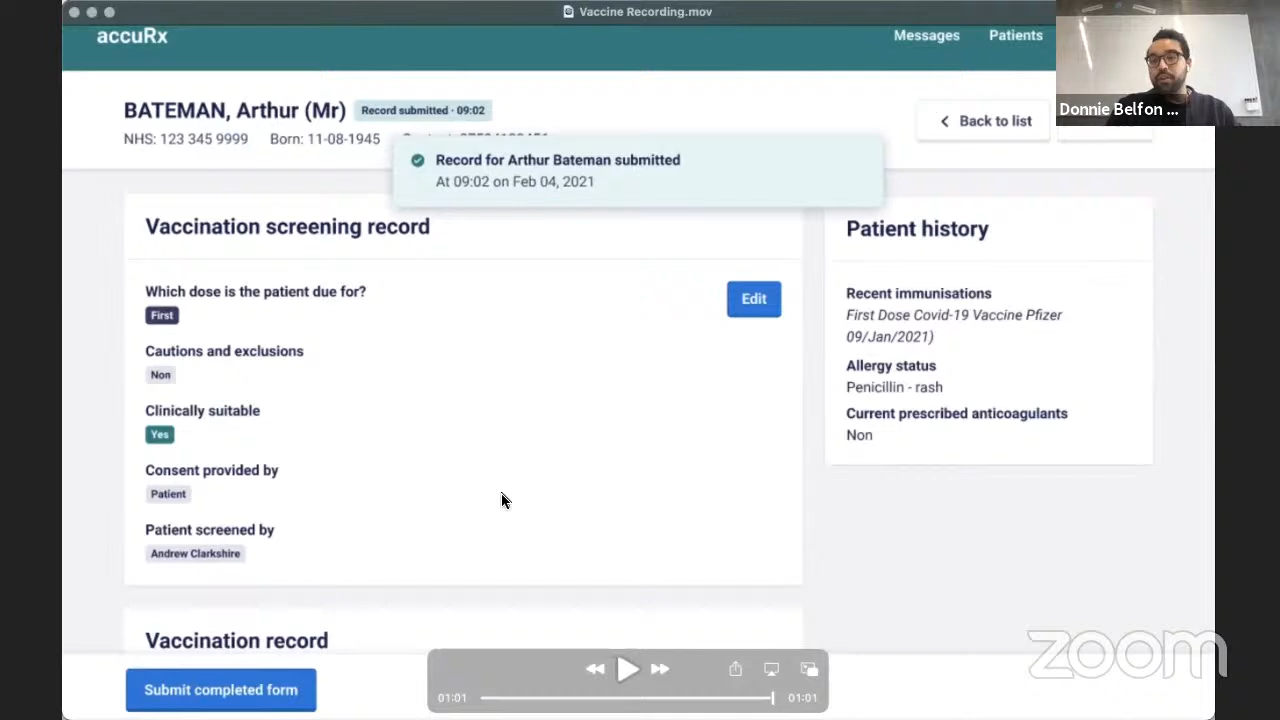 Vaccine Recording.mov
accuRx
Messages Patients
Donnie Belfon ...
BATEMAN, Arthur (Mr) Record submitted - 09:02
NHS: 123 345 9999 Born: 11-08-1945
Back to list
Record for Arthur Bateman submitted
At 09:02 on Feb 04, 2021
Vaccination screening record
Which dose is the patient due for?
First
Edit
Cautions and exclusions
Non
Clinically suitable
Yes
Consent provided by
Patient
Patient screened by
Andrew Clarkshire
Patient history
Recent immunisations
First Dose Covid-19 Vaccine Pfizer
09/Jan/2021)
Allergy status
Penicillin - rash
Current prescribed anticoagulants
Non
Vaccination record
Submit completed form
01:01
01:01
zoom